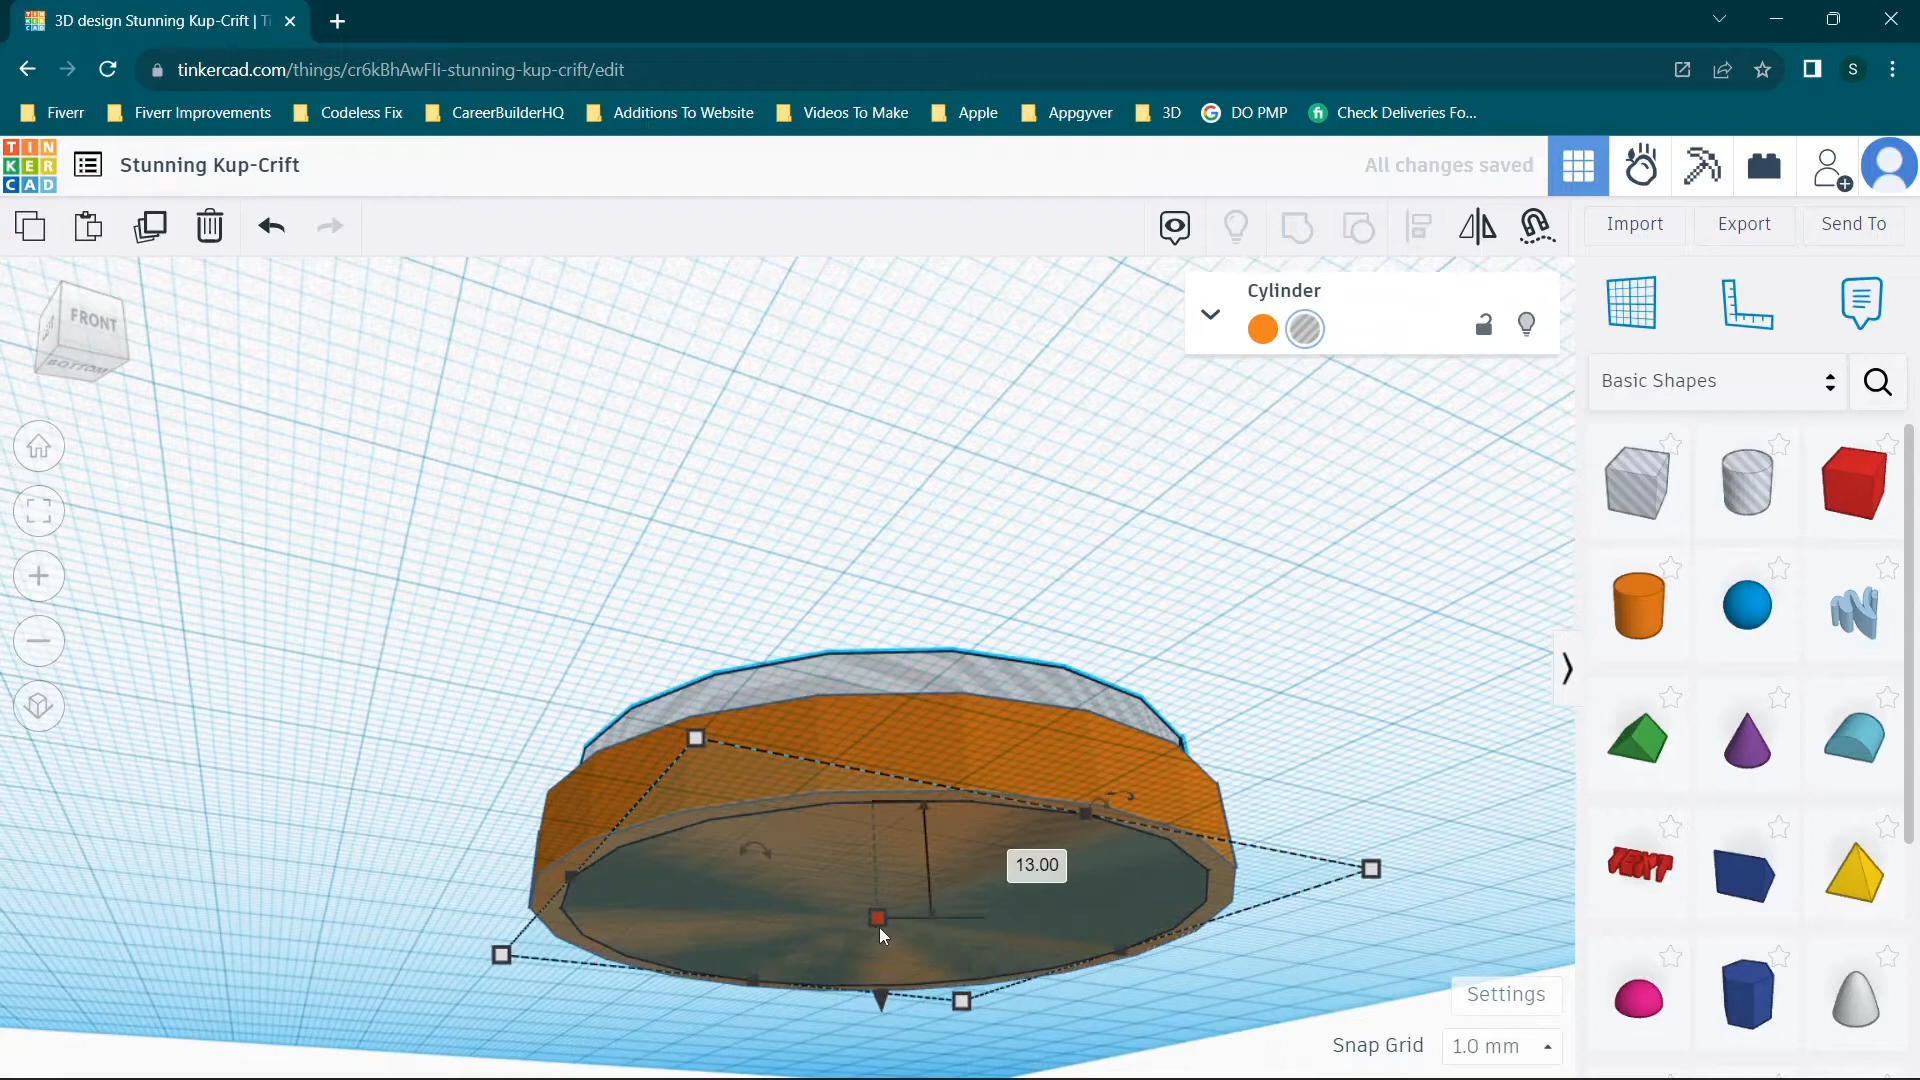 3D design Stunning Kup-Crift | Ti
tinkercad.com/things/cr6kBhAwFli-stunning-kup-crift/edit
S
Fiverr
Fiverr Improvements
Codeless Fix
CareerBuilderHQ
Additions To Website
Videos To Make
Apple
Appgyver
3D
DO PMP
Check Deliveries Fo...
TIN
KER
CAD
Stunning Kup-Crift
All changes saved
Import
Export
Send To
Cylinder
FRONT
BOTTOM
Basic Shapes
TEXT
13.00
Settings
Snap Grid
1.0 mm